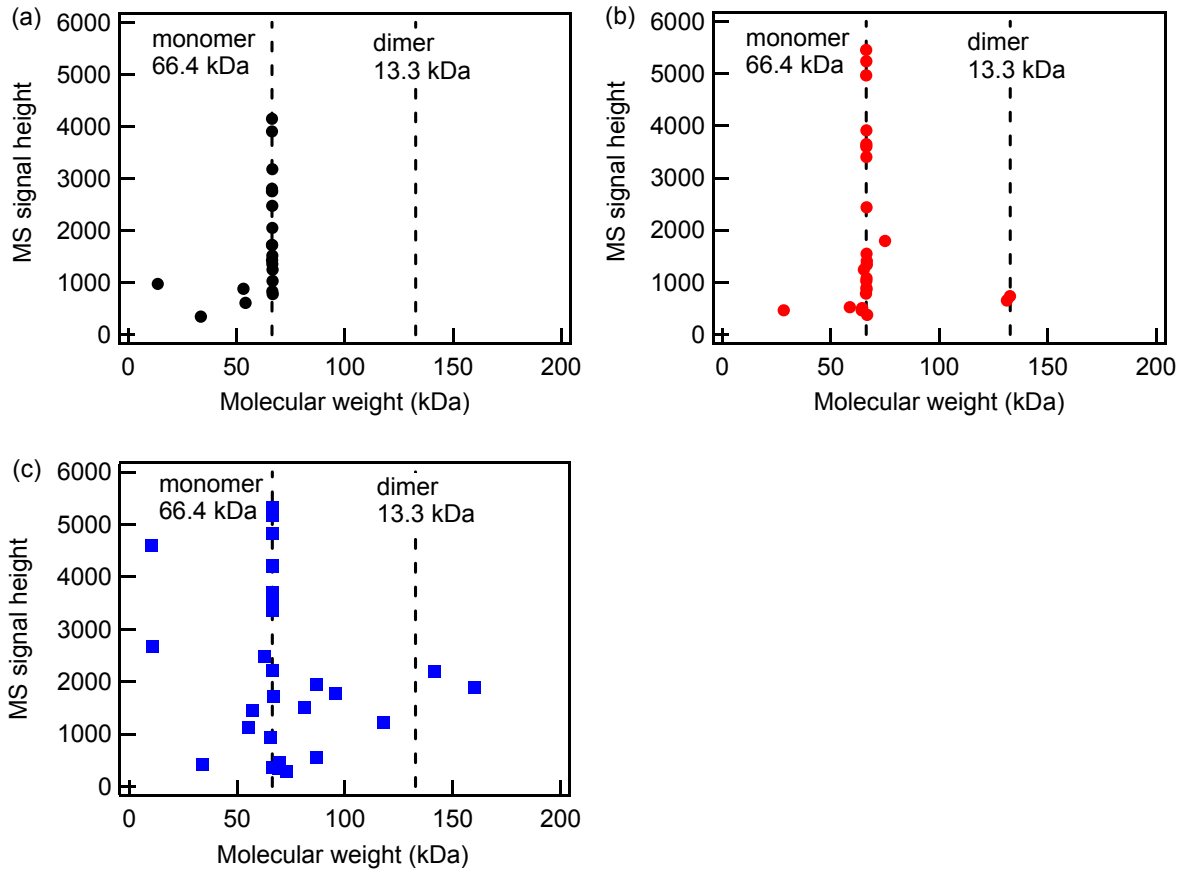 (a)
6000
5000
4000
3000
2000
1000
0
MS signal height
monomer
66.4 kDa
dimer
13.3 kDa
0 50 100 150 200
Molecular weight (kDa)
(b)
6000
5000
4000
3000
2000
1000
0
MS signal height
monomer
66.4 kDa
dimer
13.3 kDa
0 50 100 150 200
Molecular weight (kDa)
(c)
6000
5000
4000
3000
2000
1000
0
MS signal height
monomer
66.4 kDa
dimer
13.3 kDa
0 50 100 150 200
Molecular weight (kDa)